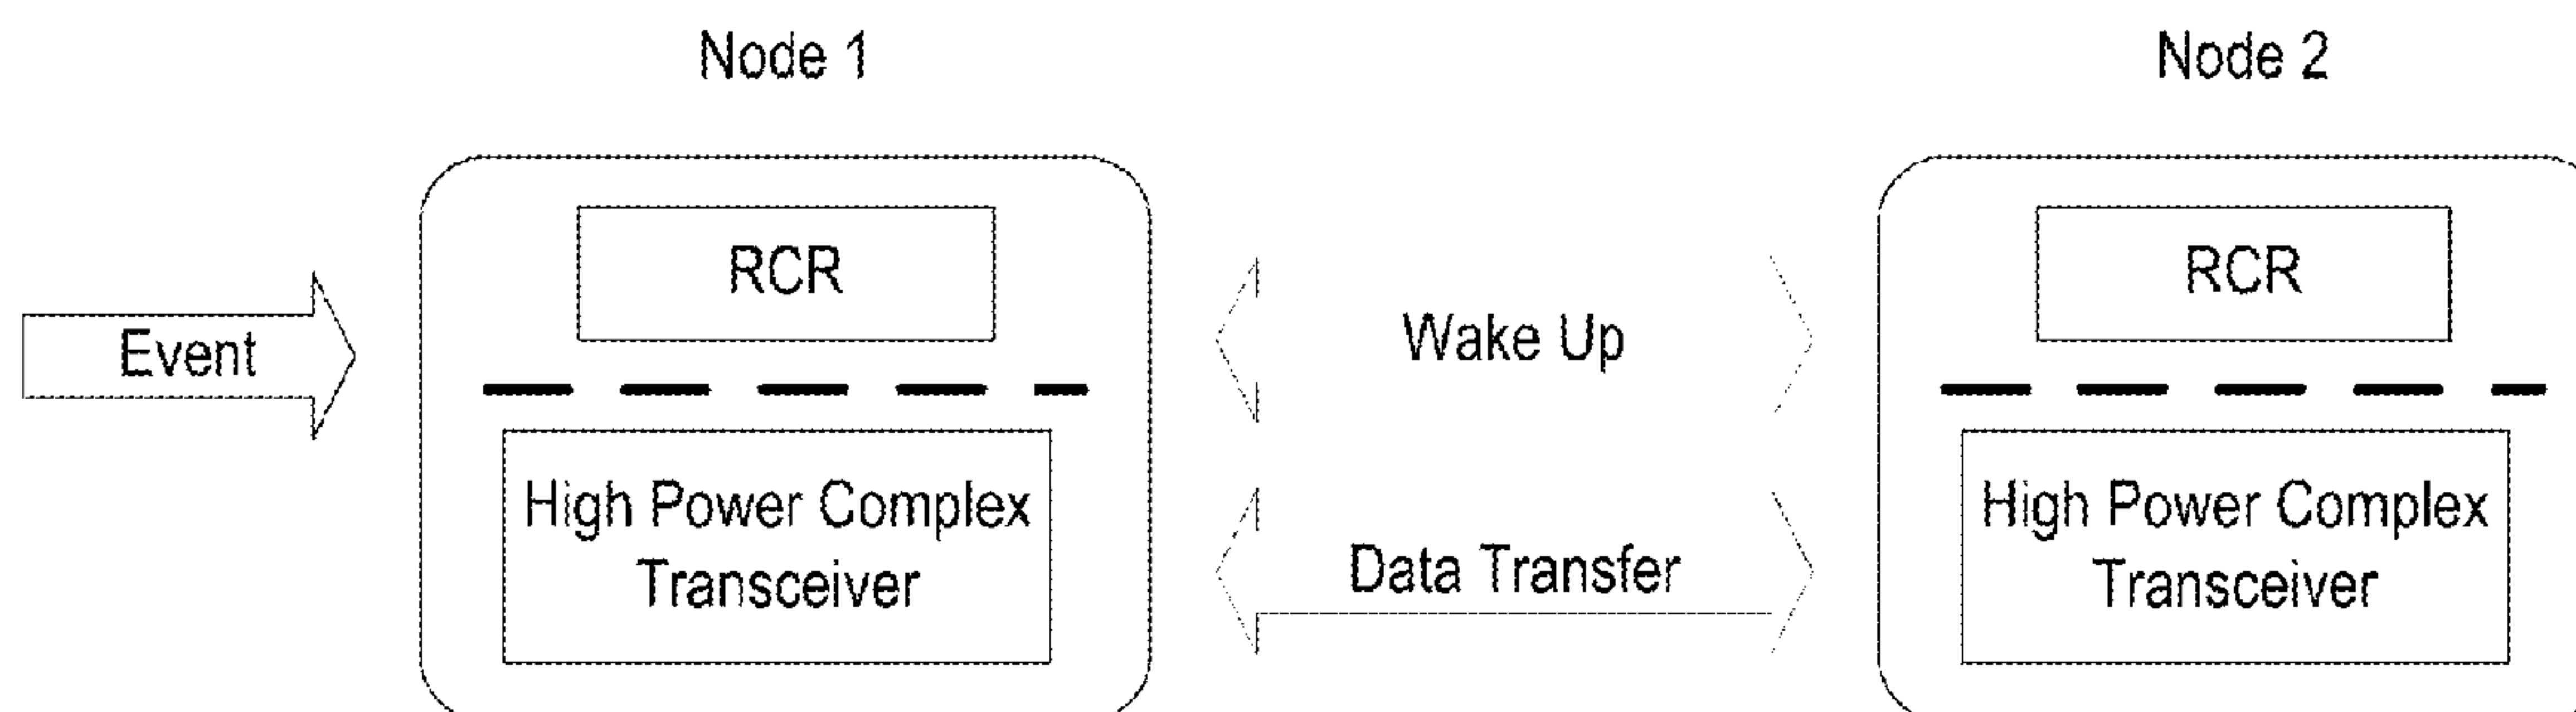 Node 1
Node 2
RCR
RCR
Event
Wake Up
High Power Complex
Transceiver
Data Transfer
High Power Complex
Transceiver